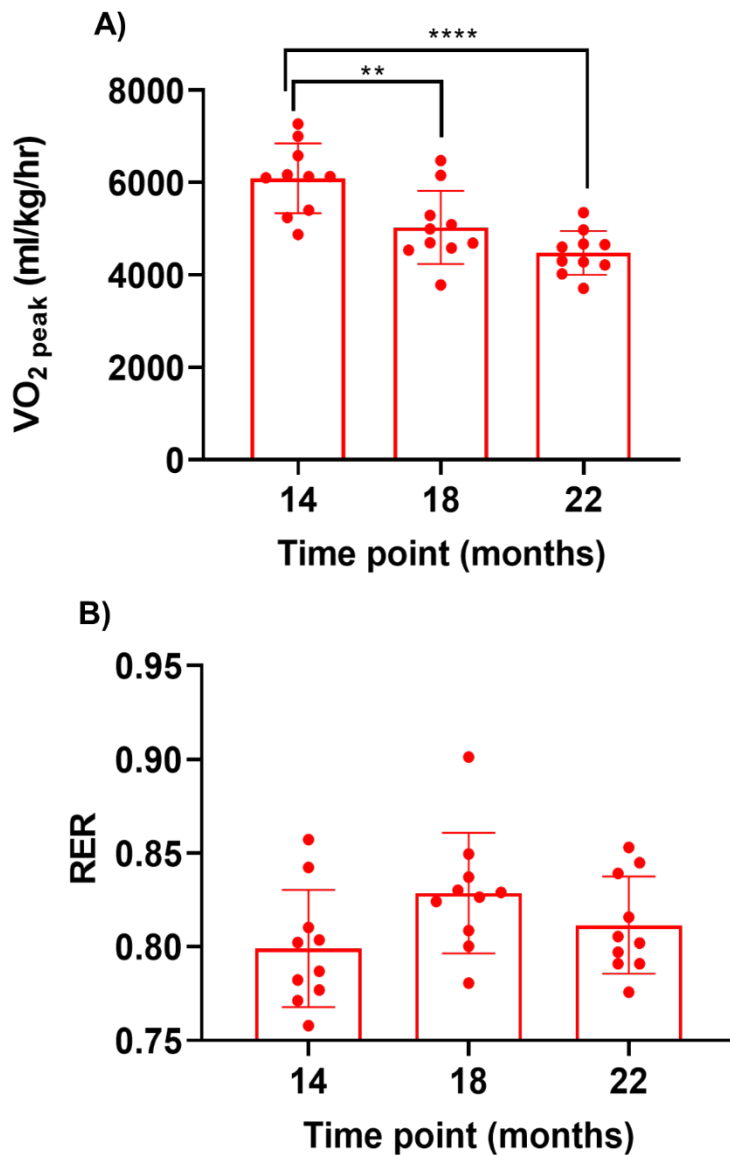 A)
****
**
8000
6000
4000
2000
0
VO2 peak (ml/kg/hr)
14 18 22
Time point (months)
B)
0.95
0.90
0.85
0.80
0.75
RER
14 18 22
Time point (months)